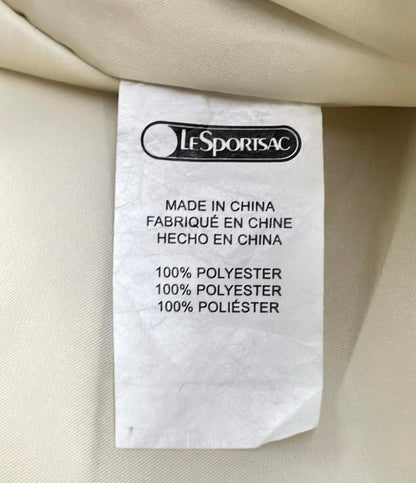 LeSportsac
MADE IN CHINA
FABRIQUÉ EN CHINE
HECHO EN CHINA
100% POLYESTER
100% POLYESTER
100% POLIÉSTER